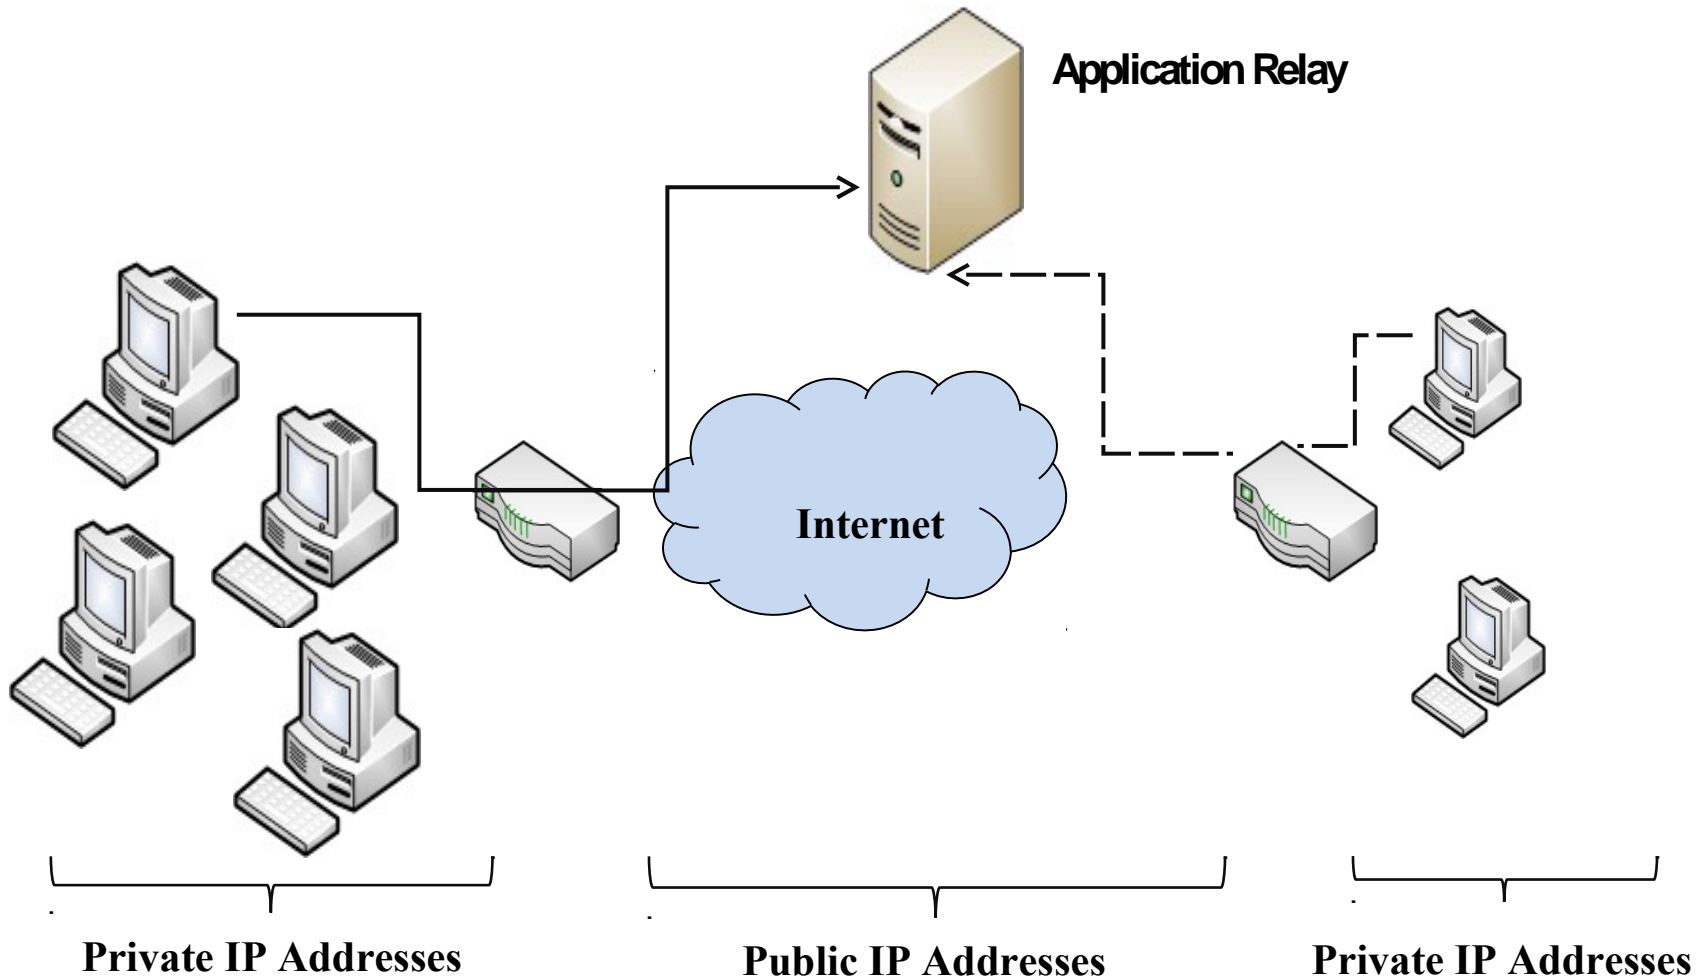 Application Relay
Internet
Private IP Addresses
Public IP Addresses
Private IP Addresses